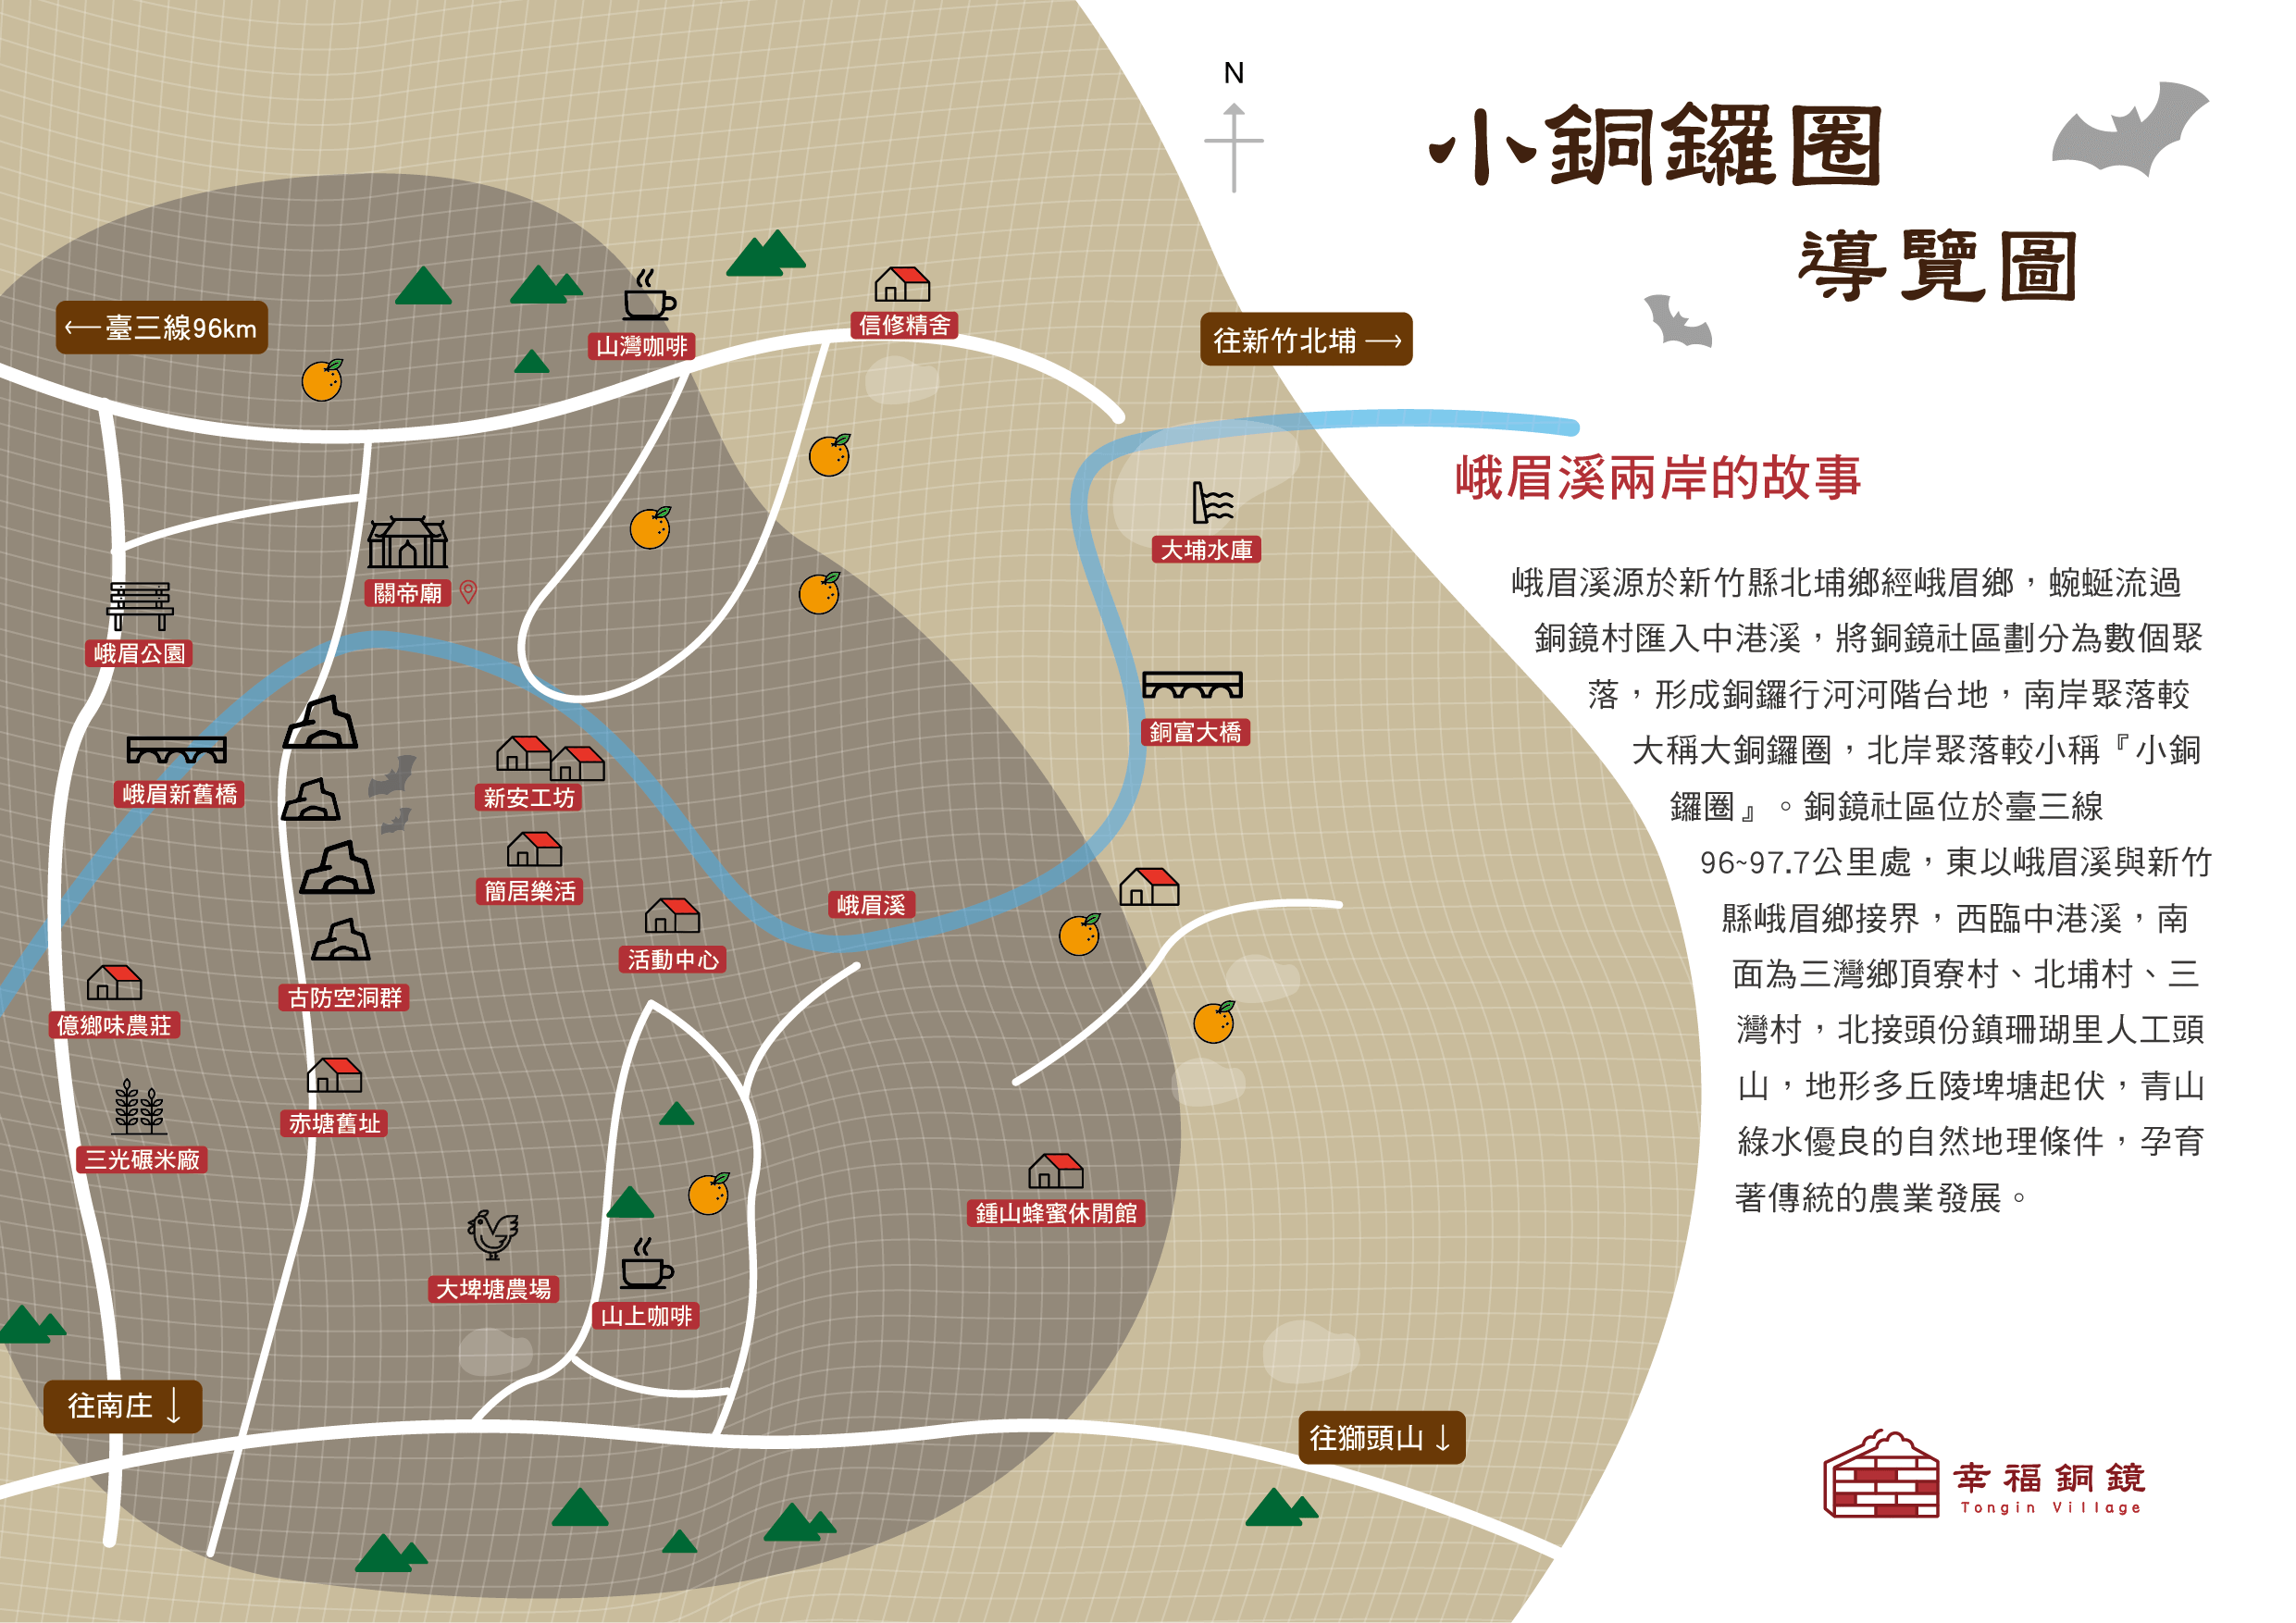 N
小銅鑼圈
導覽圖
←臺三線96km
山灣咖啡
信修精舍
往新竹北埔→
峨眉溪兩岸的故事
大埔水庫
關帝廟
峨眉公園
銅富大橋
峨眉新舊橋
新安工坊
簡居樂活
峨眉溪
活動中心
古防空洞群
億鄉味農莊
赤塘舊址
三光碾米廠
鍾山蜂蜜休閒館
大埤塘農場
山上咖啡
往南庄↓
往獅頭山↓
峨眉溪源於新竹縣北埔鄉經峨眉鄉，蜿蜒流過
銅鏡村匯入中港溪，將銅鏡社區劃分為數個聚
落，形成銅鑼行河河階台地，南岸聚落較
大稱大銅鑼圈，北岸聚落較小稱『小銅
鑼圈』。銅鏡社區位於臺三線
96~97.7公里處，東以峨眉溪與新竹
縣峨眉鄉接界，西臨中港溪，南
面為三灣鄉頂寮村、北埔村、三
灣村，北接頭份鎮珊瑚里人工頭
山，地形多丘陵埤塘起伏，青山
綠水優良的自然地理條件，孕育
著傳統的農業發展。
幸福銅鏡
Tongin Village